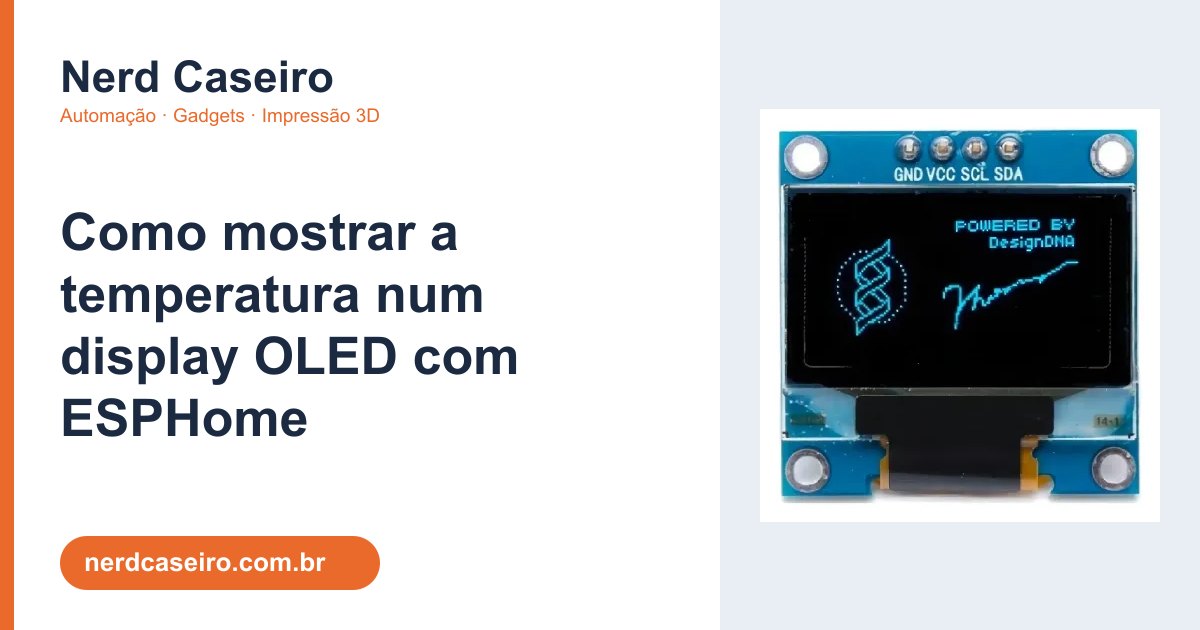 Nerd Caseiro
Automação · Gadgets · Impressão 3D
Como mostrar a
temperatura num
display OLED com
ESPHome
nerdcaseiro.com.br
GND VCC SCL SDA
POWERED BY
DesignDNA
14-1